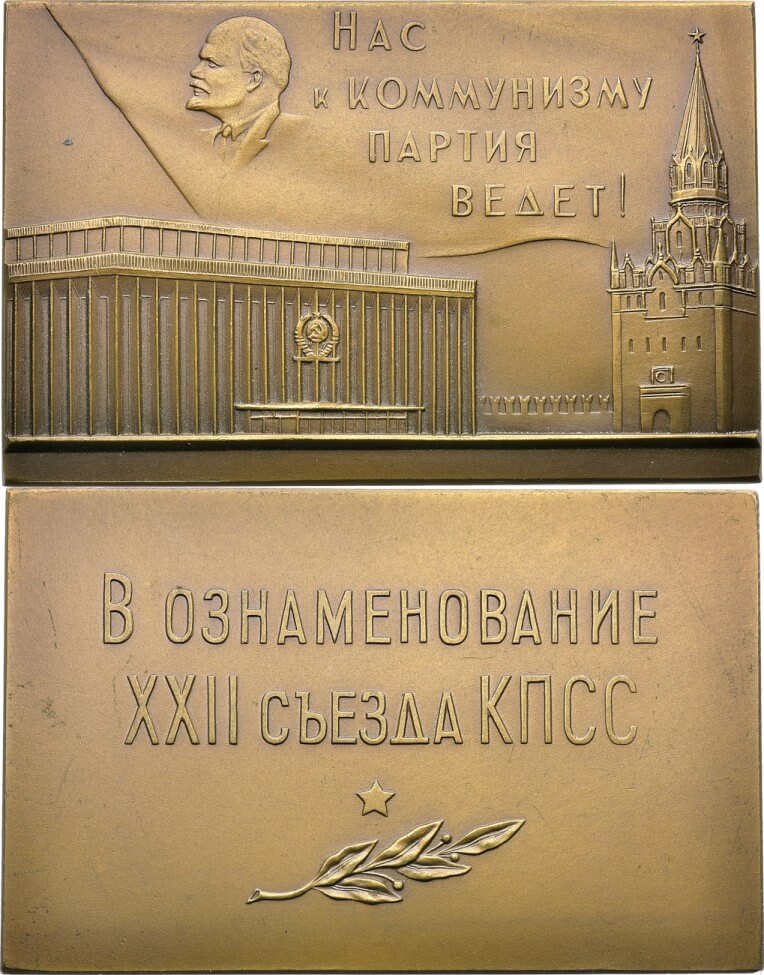 Нас
к коммунизму
партия
ведет!
В ознаменование
XXII съезда КПСС